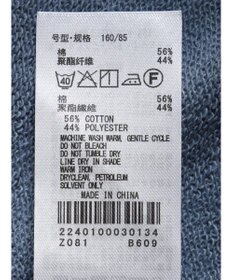 号型·规格 160/85
棉 56%
聚酯纤维 44%
40 F
棉 56%
聚酯纖維 44%
56% COTTON
44% POLYESTER
MACHINE WASH WARM, GENTLE CYCLE
DO NOT BLEACH
DO NOT TUMBLE DRY
LINE DRY IN SHADE
WARM IRON
DRYCLEAN, PETROLEUM
SOLVENT ONLY
MADE IN CHINA
2240100030134
Z081 B609